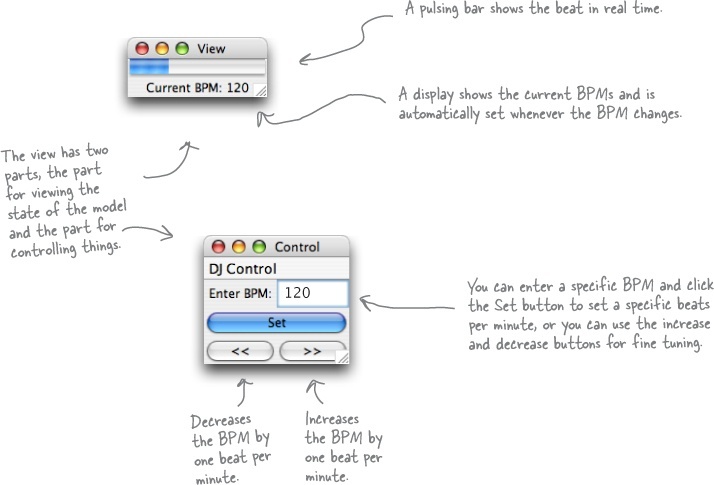 A pulsing bar shows the beat in real time.
View
Current BPM: 120
A display shows the current BPMs and is
automatically set whenever the BPM changes.
The view has two
parts, the part
for viewing the
state of the model
and the part for
controlling things.
Control
DJ Control
Enter BPM: 120
Set
<< >>
You can enter a specific BPM and click
the Set button to set a specific beats
per minute, or you can use the increase
and decrease buttons for fine tuning.
Decreases
the BPM by
one beat per
minute.
Increases
the BPM by
one beat per
minute.